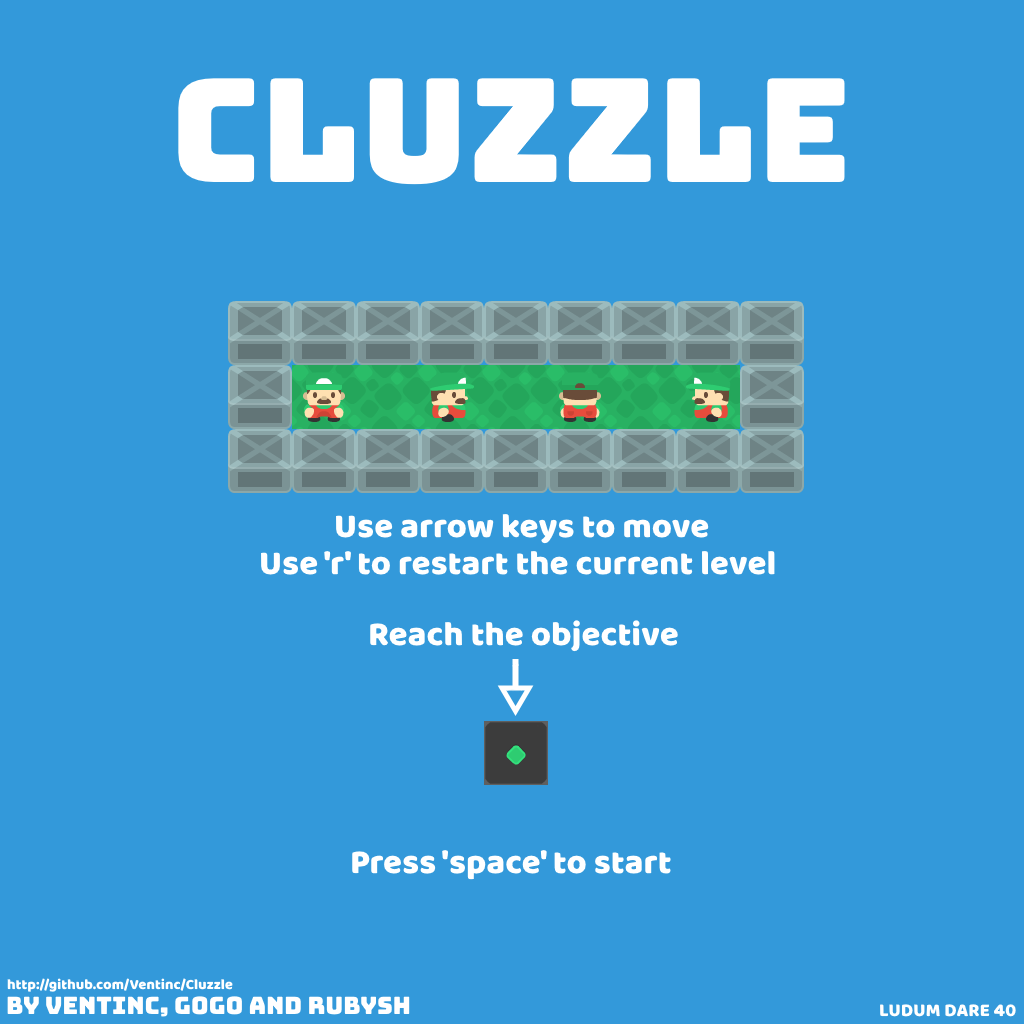 CLUZZLE
Use arrow keys to move
Use 'r' to restart the current level
Reach the objective
Press 'space' to start
http://github.com/Ventinc/Cluzzle
BY VENTINC, GOGO AND RUBYSH
LUDUM DARE 40